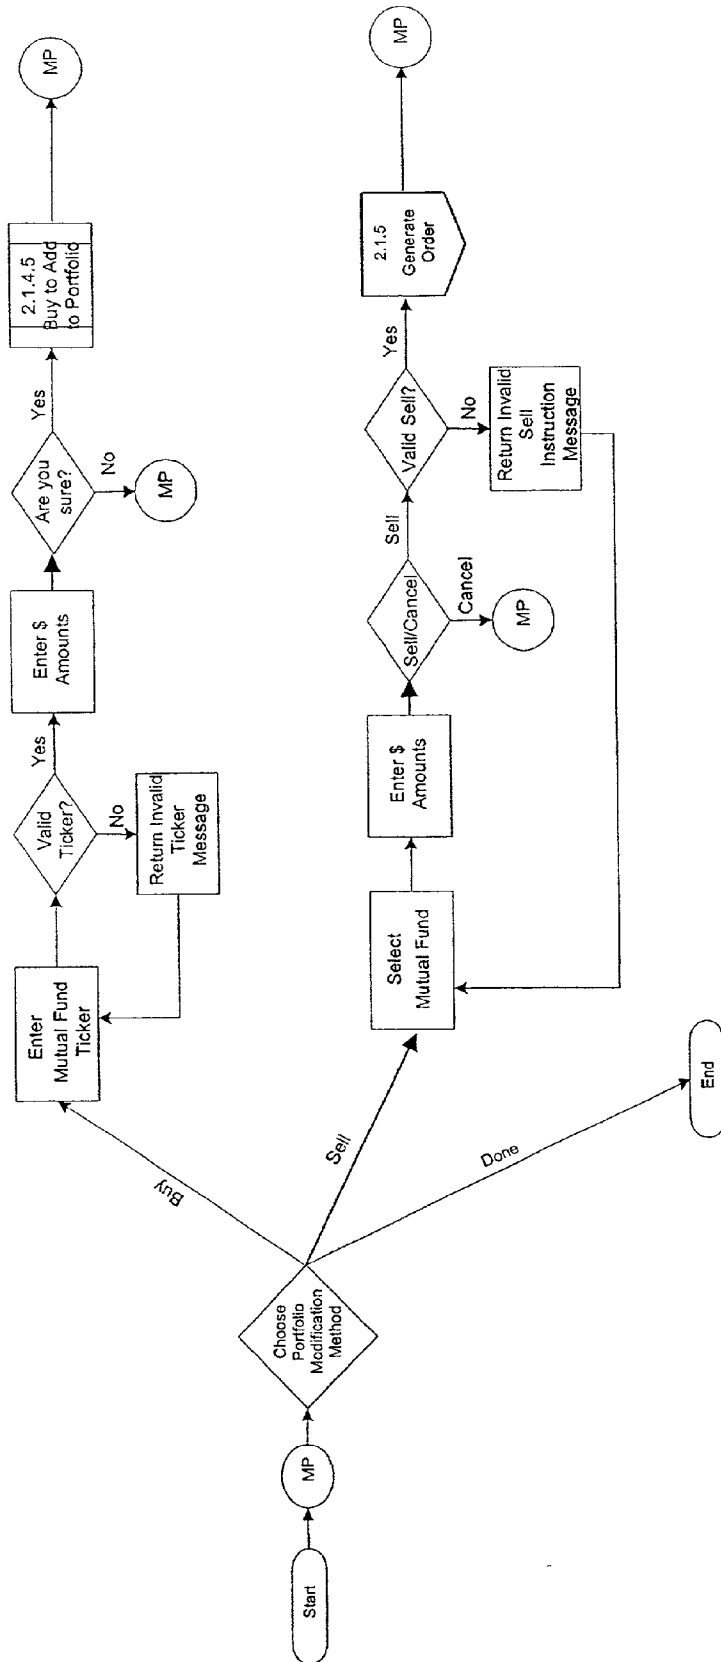 Start
MP
Choose
Portfolio
Modification
Method
Buy
Sell
Done
Enter
Mutual Fund
Ticker
Valid
Ticker?
No
Return Invalid
Ticker
Message
Yes
Enter $
Amounts
Are you
sure?
No
MP
Yes
2.1.4.5
Buy to Add
to Portfolio
MP
Select
Mutual Fund
Enter $
Amounts
Sell/Cancel
Cancel
MP
Sell
Valid Sell?
No
Return Invalid
Sell
Instruction
Message
Yes
2.1.5
Generate
Order
MP
End